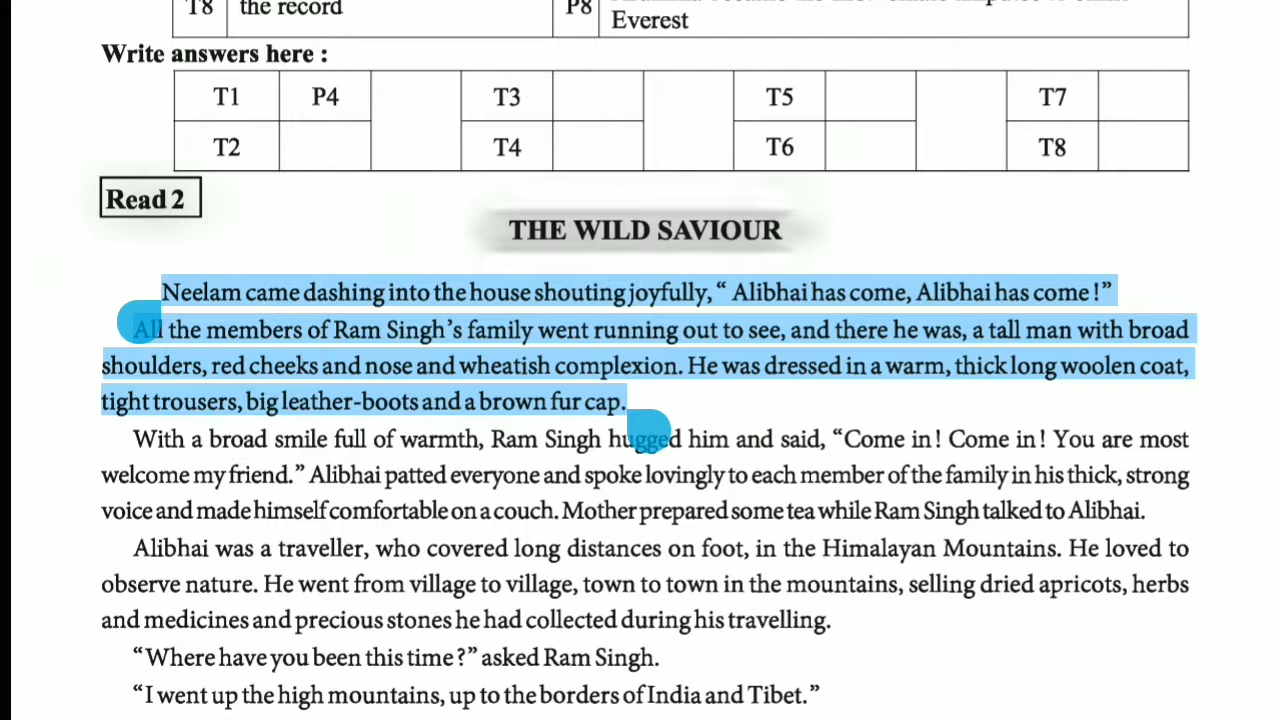 T8 the record P8
Everest
Write answers here :
T1 P4 T3 T5 T7
T2 T4 T6 T8
Read 2
THE WILD SAVIOUR
Neelam came dashing into the house shouting joyfully, “ Alibhai has come, Alibhai has come !”
All the members of Ram Singh’s family went running out to see, and there he was, a tall man with broad
shoulders, red cheeks and nose and wheatish complexion. He was dressed in a warm, thick long woolen coat,
tight trousers, big leather-boots and a brown fur cap.
With a broad smile full of warmth, Ram Singh hugged him and said, “Come in! Come in! You are most
welcome my friend.” Alibhai patted everyone and spoke lovingly to each member of the family in his thick, strong
voice and made himself comfortable on a couch. Mother prepared some tea while Ram Singh talked to Alibhai.
Alibhai was a traveller, who covered long distances on foot, in the Himalayan Mountains. He loved to
observe nature. He went from village to village, town to town in the mountains, selling dried apricots, herbs
and medicines and precious stones he had collected during his travelling.
“Where have you been this time?” asked Ram Singh.
“I went up the high mountains, up to the borders of India and Tibet.”